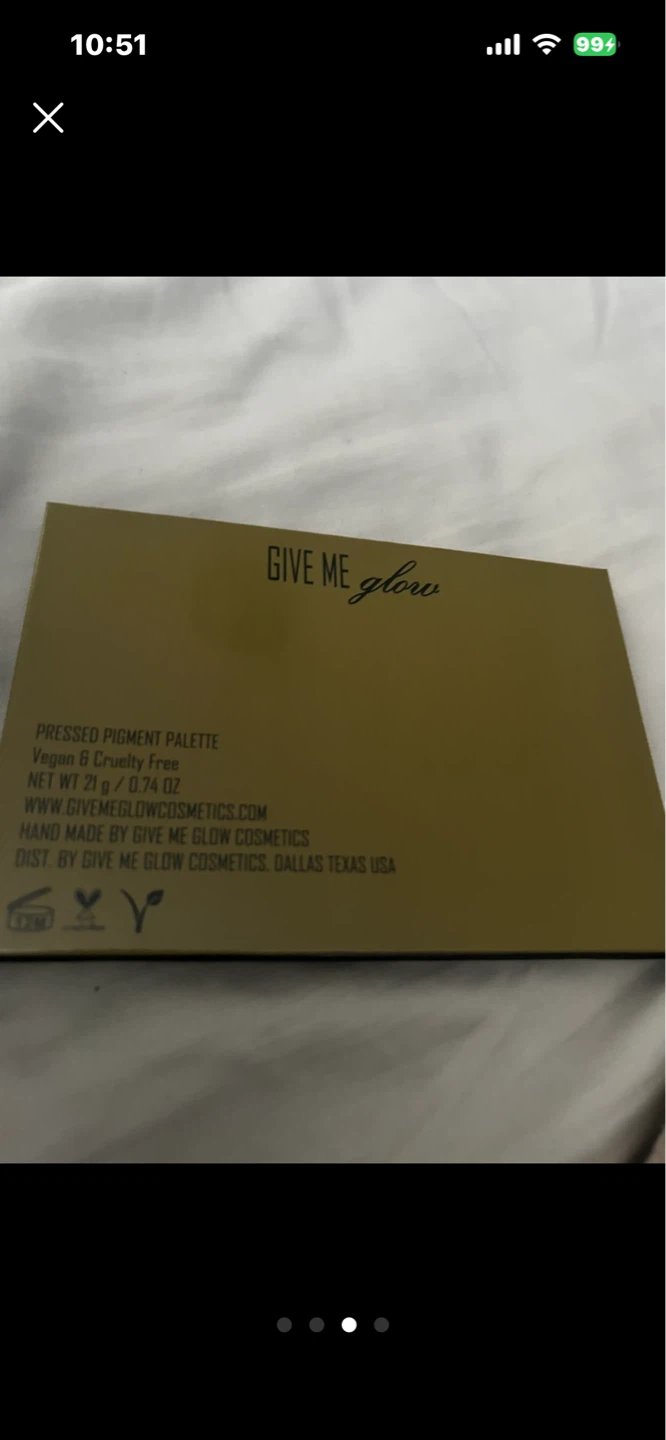 10:51
99
GIVE ME glow
PRESSED PIGMENT PALETTE
Vegan & Cruelty Free
NET WT 21 g / 0.74 OZ
WWW.GIVEMEGLOWCOSMETICS.COM
HAND MADE BY GIVE ME GLOW COSMETICS
DIST. BY GIVE ME GLOW COSMETICS. DALLAS TEXAS USA
12M